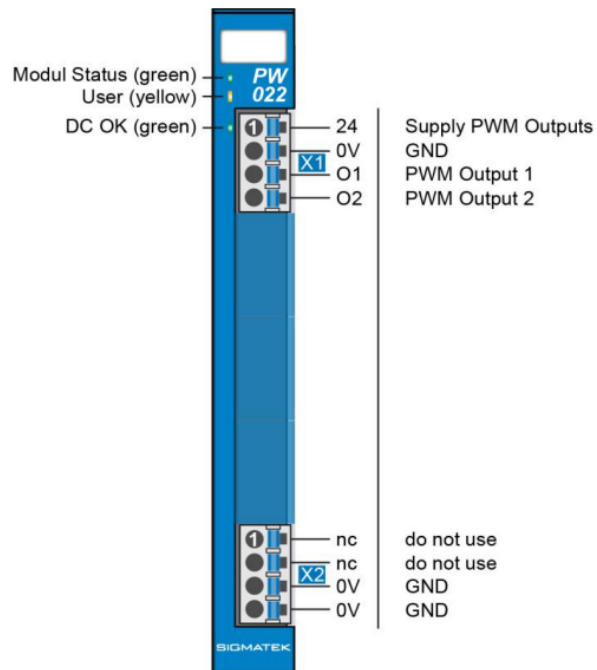 Modul Status (green) PW
User (yellow) 022
DC OK (green) 1 24 Supply PWM Outputs
0V GND
X1
O1 PWM Output 1
O2 PWM Output 2
1 nc do not use
nc do not use
X2
0V GND
0V GND
SIGMATEK